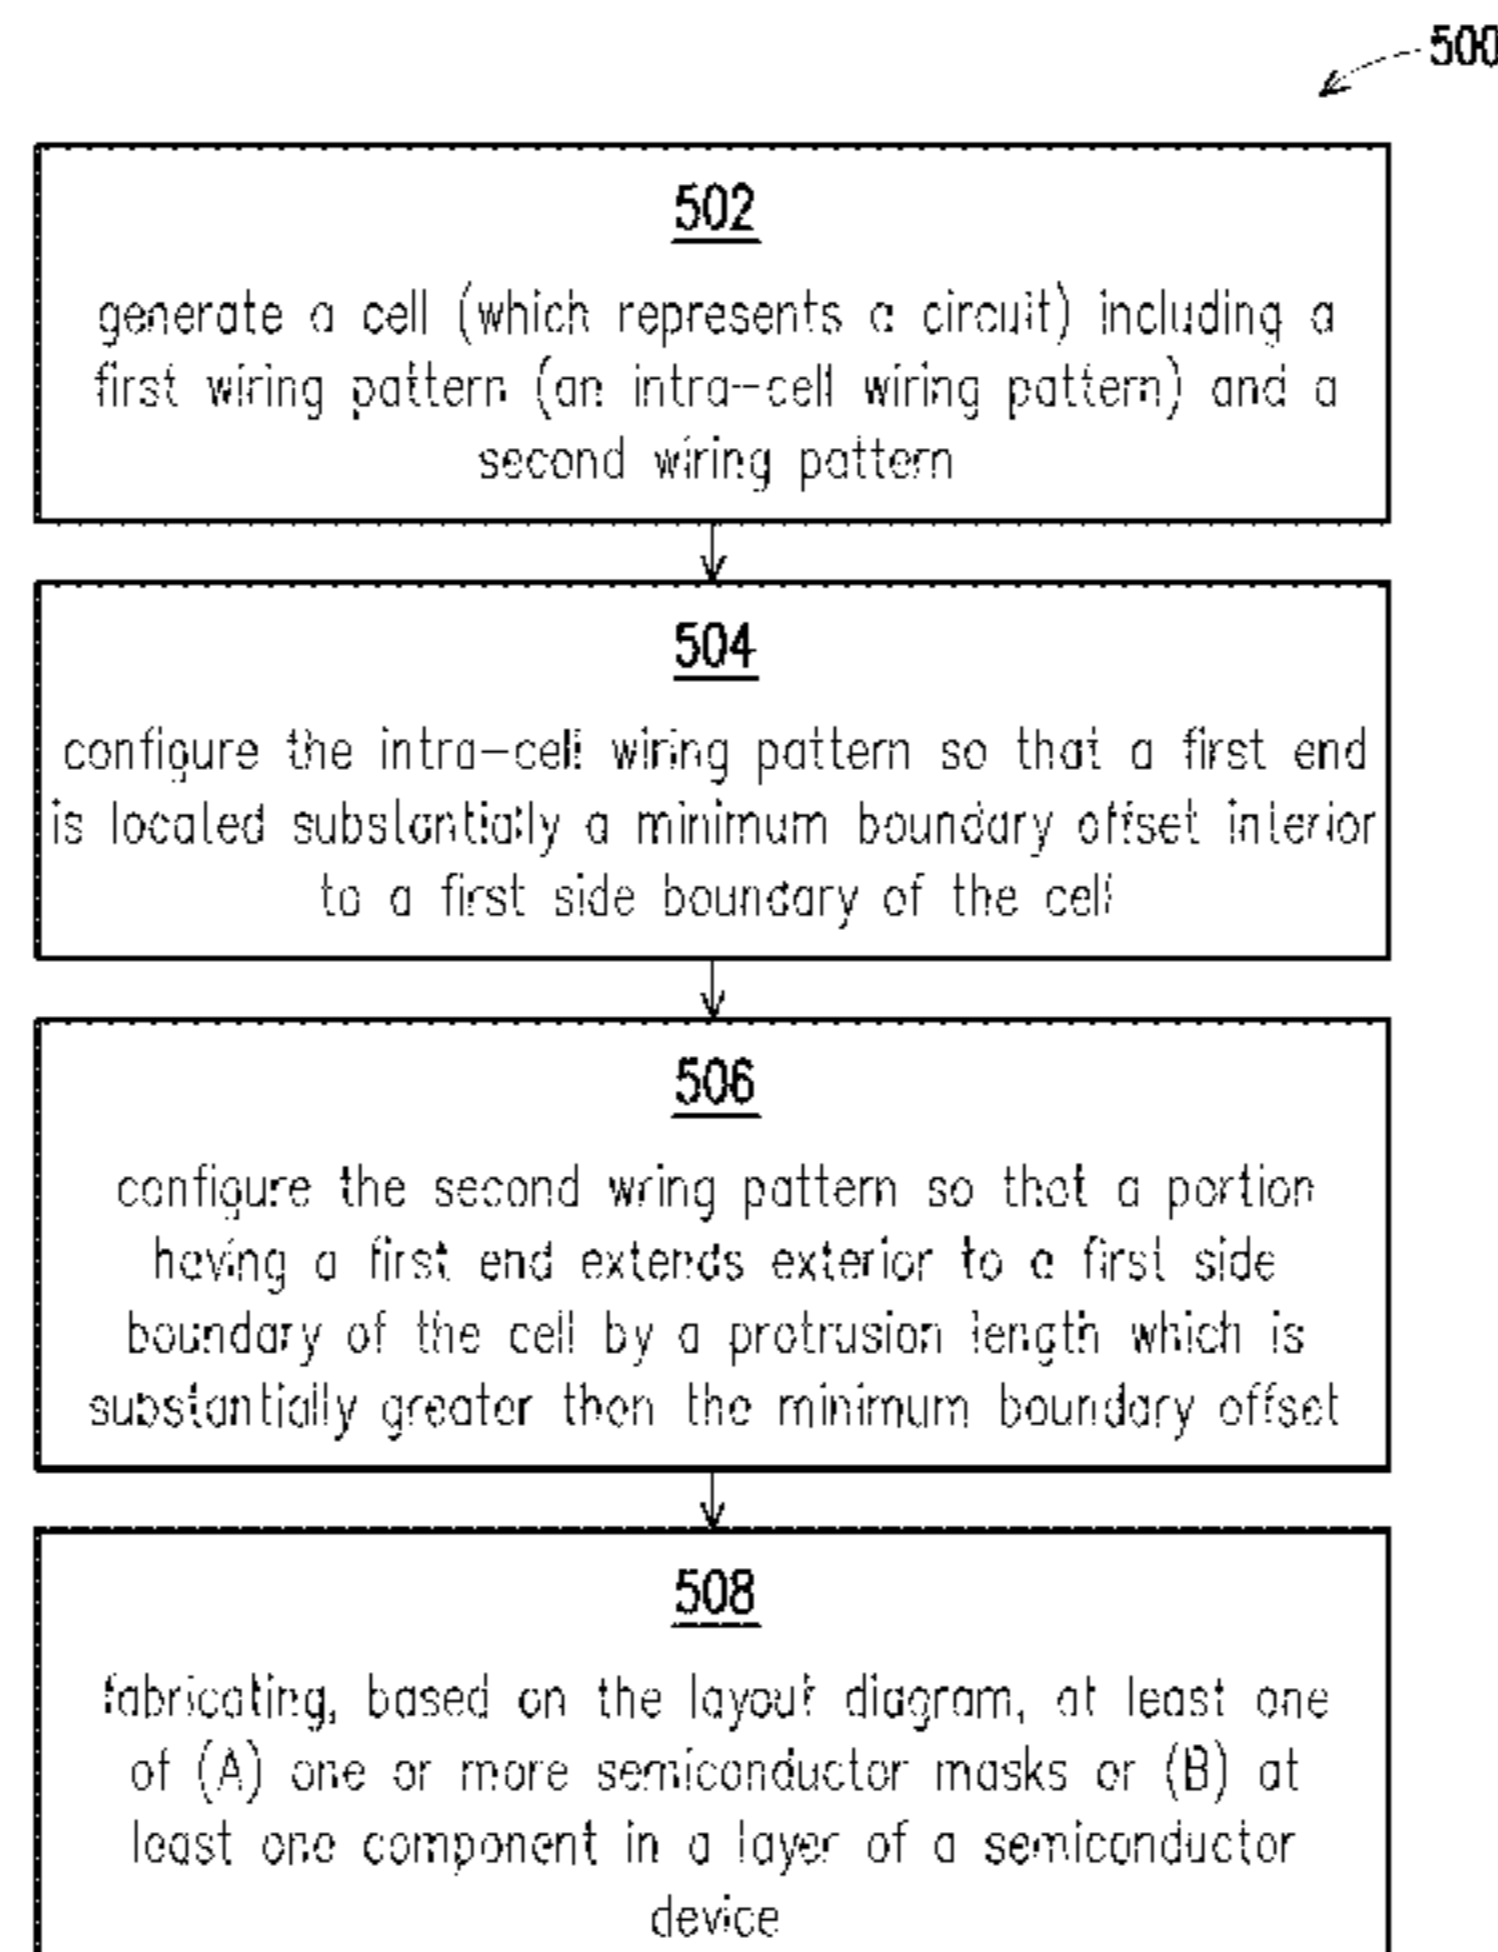 500
502
generate a cell (which represents a circuit) including a
first wiring pattern (an intra-cell wiring pattern) and a
second wiring pattern
504
configure the intra-cell wiring pattern so that a first end
is located substantially a minimum boundary offset interior
to a first side boundary of the cell
506
configure the second wring pattern so that a portion
having a first end extends exterior to a first side
boundary of the cell by a protrusion length which is
substantially greater than the minimum boundary offset
508
fabricating, based on the layout diagram, at least one
of (A) one or more semiconductor masks or (B) at
least one component in a layer of a semiconductor
device